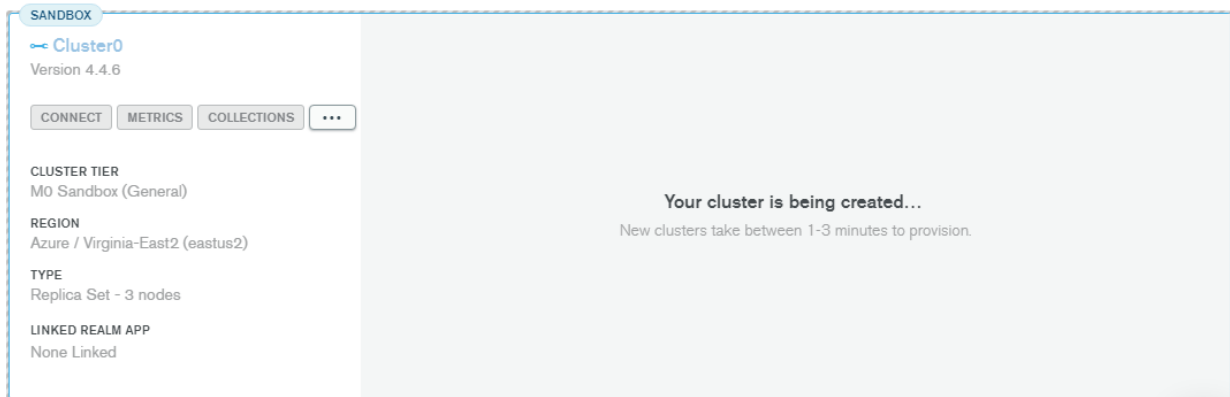 SANDBOX
Cluster0
Version 4.4.6
CONNECT METRICS COLLECTIONS ...
CLUSTER TIER
M0 Sandbox (General)
REGION
Azure / Virginia-East2 (eastus2)
TYPE
Replica Set - 3 nodes
LINKED REALM APP
None Linked
Your cluster is being created...
New clusters take between 1-3 minutes to provision.